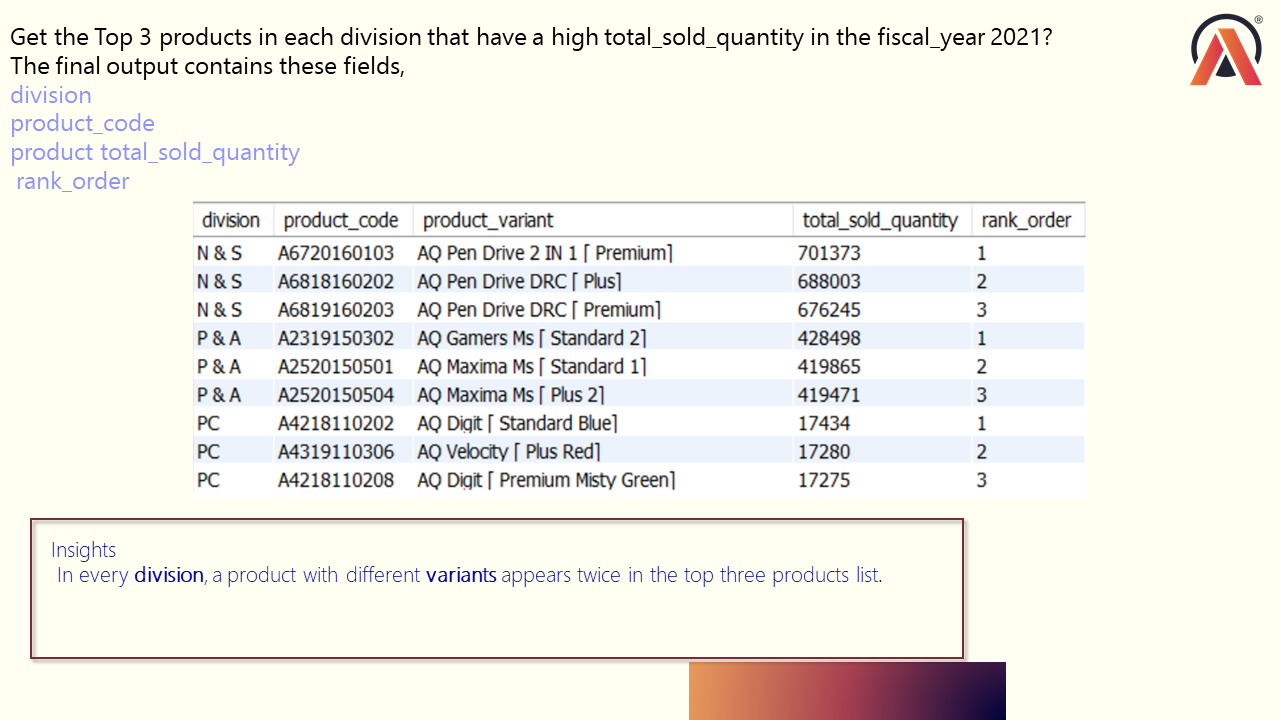 Get the Top 3 products in each division that have a high total_sold_quantity in the fiscal_year 2021?
The final output contains these fields,
division
product_code
product total_sold_quantity
rank_order
®
division product_code product_variant total_sold_quantity rank_order
N & S A6720160103 AQ Pen Drive 2 IN 1 [ Premium] 701373 1
N & S A6818160202 AQ Pen Drive DRC [ Plus] 688003 2
N & S A6819160203 AQ Pen Drive DRC [ Premium] 676245 3
P & A A2319150302 AQ Gamers Ms [ Standard 2] 428498 1
P & A A2520150501 AQ Maxima Ms [ Standard 1] 419865 2
P & A A2520150504 AQ Maxima Ms [ Plus 2] 419471 3
PC A4218110202 AQ Digit [ Standard Blue] 17434 1
PC A4319110306 AQ Velocity [ Plus Red] 17280 2
PC A4218110208 AQ Digit [ Premium Misty Green] 17275 3
Insights
In every division, a product with different variants appears twice in the top three products list.